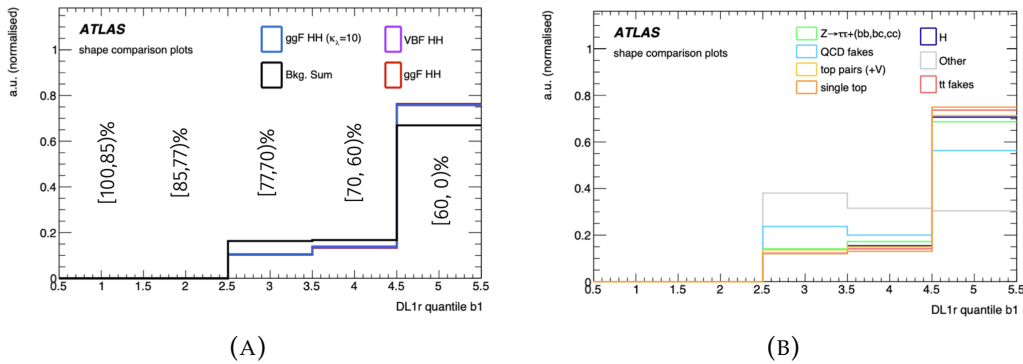 ATLAS
shape comparison plots
ggF HH (κλ=10)
VBF HH
Bkg. Sum
ggF HH
a.u. (normalised)
1
0.8
0.6
0.4
0.2
0
[100,85)%
[85,77)%
[77,70)%
[70, 60)%
[60, 0)%
0.5 1 1.5 2 2.5 3 3.5 4 4.5 5 5.5
DL1r quantile b1
(A)
ATLAS
shape comparison plots
Z→ττ+(bb,bc,cc)
H
QCD fakes
Other
top pairs (+V)
tt fakes
single top
a.u. (normalised)
1
0.8
0.6
0.4
0.2
0
0.5 1 1.5 2 2.5 3 3.5 4 4.5 5 5.5
DL1r quantile b1
(B)